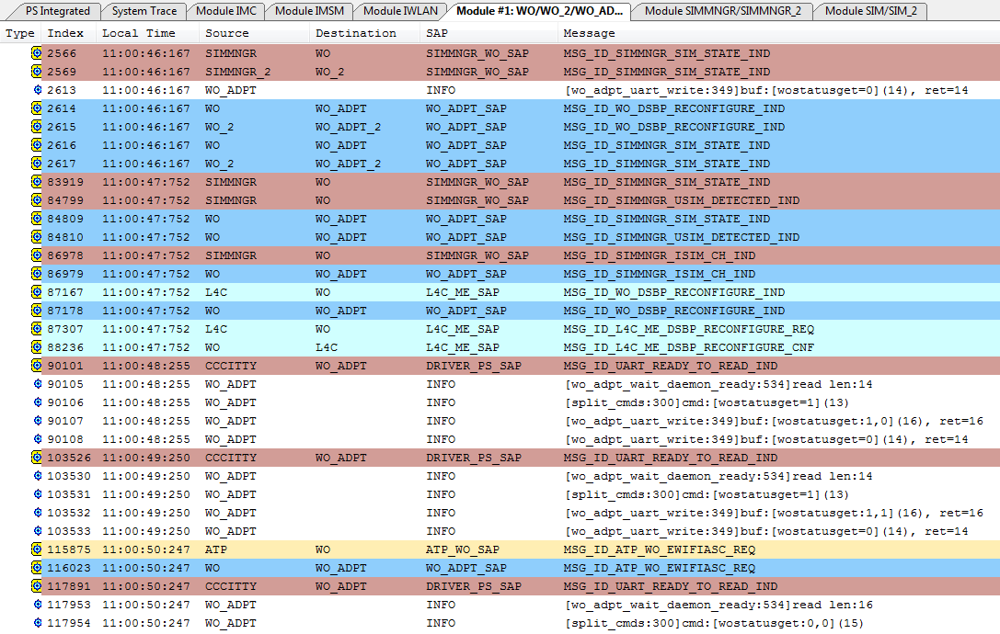 PS Integrated System Trace Module IMC Module IMSM Module IWLAN Module #1: WO/WO_2/WO_AD... Module SIMMNGR/SIMMNGR_2 Module SIM/SIM_2
Type Index Local Time Source Destination SAP Message
2566 11:00:46:167 SIMMNGR WO SIMMNGR_WO_SAP MSG_ID_SIMMNGR_SIM_STATE_IND
2569 11:00:46:167 SIMMNGR_2 WO_2 SIMMNGR_WO_SAP MSG_ID_SIMMNGR_SIM_STATE_IND
2613 11:00:46:167 WO_ADPT INFO [wo_adpt_uart_write:349]buf:[wostatusget=0](14), ret=14
2614 11:00:46:167 WO WO_ADPT WO_ADPT_SAP MSG_ID_WO_DSBP_RECONFIGURE_IND
2615 11:00:46:167 WO_2 WO_ADPT_2 WO_ADPT_SAP MSG_ID_WO_DSBP_RECONFIGURE_IND
2616 11:00:46:167 WO WO_ADPT WO_ADPT_SAP MSG_ID_SIMMNGR_SIM_STATE_IND
2617 11:00:46:167 WO_2 WO_ADPT_2 WO_ADPT_SAP MSG_ID_SIMMNGR_SIM_STATE_IND
83919 11:00:47:752 SIMMNGR WO SIMMNGR_WO_SAP MSG_ID_SIMMNGR_SIM_STATE_IND
84799 11:00:47:752 SIMMNGR WO SIMMNGR_WO_SAP MSG_ID_SIMMNGR_USIM_DETECTED_IND
84809 11:00:47:752 WO WO_ADPT WO_ADPT_SAP MSG_ID_SIMMNGR_SIM_STATE_IND
84810 11:00:47:752 WO WO_ADPT WO_ADPT_SAP MSG_ID_SIMMNGR_USIM_DETECTED_IND
86978 11:00:47:752 SIMMNGR WO SIMMNGR_WO_SAP MSG_ID_SIMMNGR_ISIM_CH_IND
86979 11:00:47:752 WO WO_ADPT WO_ADPT_SAP MSG_ID_SIMMNGR_ISIM_CH_IND
87167 11:00:47:752 L4C WO L4C_ME_SAP MSG_ID_WO_DSBP_RECONFIGURE_IND
87178 11:00:47:752 WO WO_ADPT WO_ADPT_SAP MSG_ID_WO_DSBP_RECONFIGURE_IND
87307 11:00:47:752 L4C WO L4C_ME_SAP MSG_ID_L4C_ME_DSBP_RECONFIGURE_REQ
88236 11:00:47:752 WO L4C L4C_ME_SAP MSG_ID_L4C_ME_DSBP_RECONFIGURE_CNF
90101 11:00:48:255 CCCITTY WO_ADPT DRIVER_PS_SAP MSG_ID_UART_READY_TO_READ_IND
90105 11:00:48:255 WO_ADPT INFO [wo_adpt_wait_daemon_ready:534]read len:14
90106 11:00:48:255 WO_ADPT INFO [split_cmds:300]cmd:[wostatusget=1](13)
90107 11:00:48:255 WO_ADPT INFO [wo_adpt_uart_write:349]buf:[wostatusget:1,0](16), ret=16
90108 11:00:48:255 WO_ADPT INFO [wo_adpt_uart_write:349]buf:[wostatusget=0](14), ret=14
103526 11:00:49:250 CCCITTY WO_ADPT DRIVER_PS_SAP MSG_ID_UART_READY_TO_READ_IND
103530 11:00:49:250 WO_ADPT INFO [wo_adpt_wait_daemon_ready:534]read len:14
103531 11:00:49:250 WO_ADPT INFO [split_cmds:300]cmd:[wostatusget=1](13)
103532 11:00:49:250 WO_ADPT INFO [wo_adpt_uart_write:349]buf:[wostatusget:1,1](16), ret=16
103533 11:00:49:250 WO_ADPT INFO [wo_adpt_uart_write:349]buf:[wostatusget=0](14), ret=14
115875 11:00:50:247 ATP WO ATP_WO_SAP MSG_ID_ATP_WO_EWIFIASC_REQ
116023 11:00:50:247 WO WO_ADPT WO_ADPT_SAP MSG_ID_ATP_WO_EWIFIASC_REQ
117891 11:00:50:247 CCCITTY WO_ADPT DRIVER_PS_SAP MSG_ID_UART_READY_TO_READ_IND
117953 11:00:50:247 WO_ADPT INFO [wo_adpt_wait_daemon_ready:534]read len:16
117954 11:00:50:247 WO_ADPT INFO [split_cmds:300]cmd:[wostatusget:0,0](15)